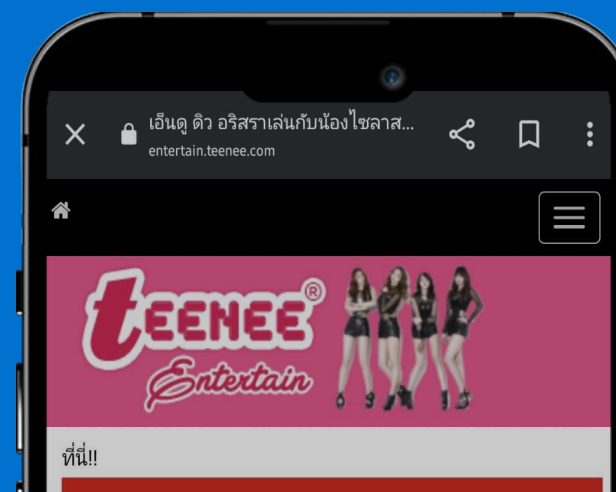 เอ็นดู ดิว อริสราเล่นกับน้องไซลาส...
entertain.teenee.com
teenee®
Entertain
ที่นี่!!